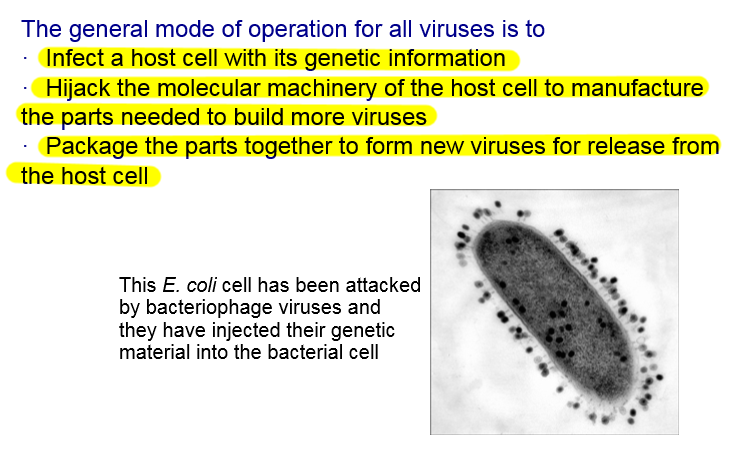 The general mode of operation for all viruses is to
· Infect a host cell with its genetic information
· Hijack the molecular machinery of the host cell to manufacture
the parts needed to build more viruses
· Package the parts together to form new viruses for release from
the host cell
This E. coli cell has been attacked
by bacteriophage viruses and
they have injected their genetic
material into the bacterial cell